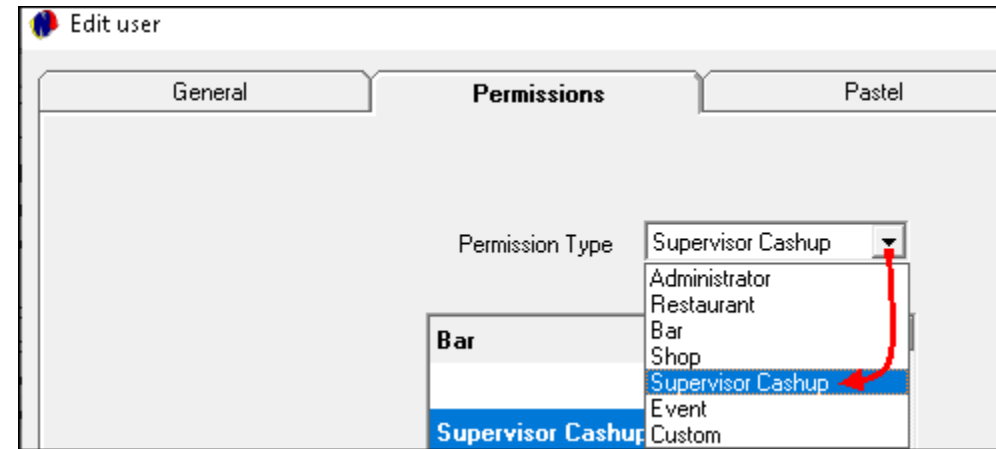 Edit user
General Permissions Pastel
Permission Type Supervisor Cashup
Administrator
Restaurant
Bar
Bar
Shop
Supervisor Cashup
Event
Supervisor Cashup
Custom